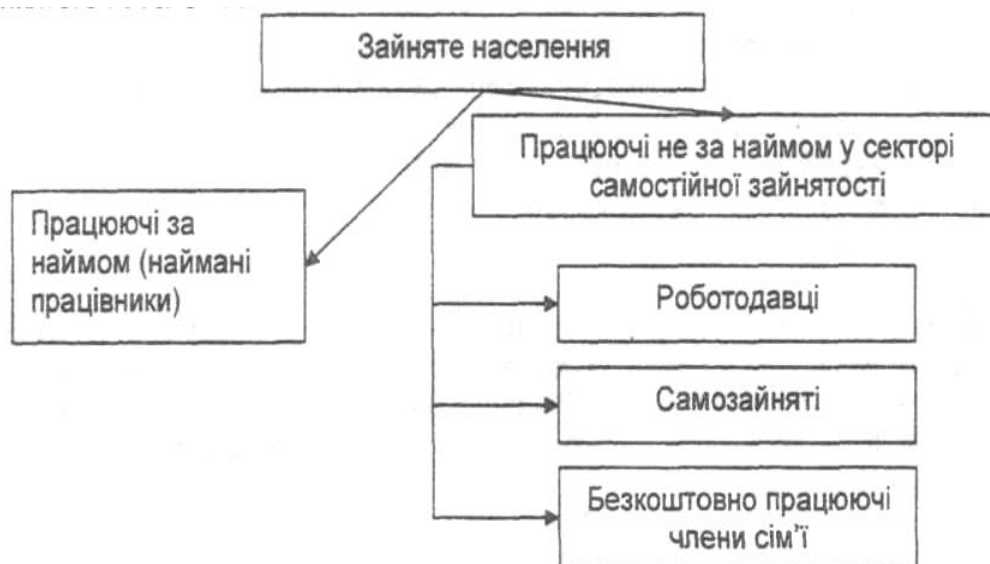 Зайняте населення
Працюючі не за наймом у секторі
самостійної зайнятості
Працюючі за
наймом (наймані
працівники)
Роботодавці
Самозайняті
Безкоштовно працюючі
члени сім'ї